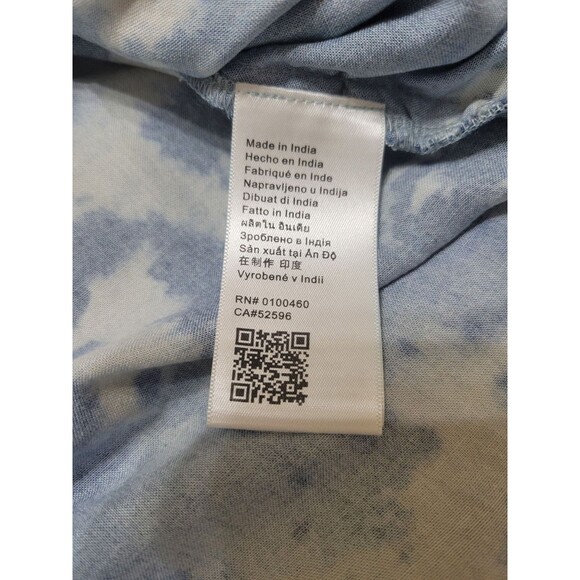 Made in India
Hecho en India
Fabriqué en Inde
Napravljeno u Indija
Dibuat di India
Fatto in India
ผลิตใน อินเดีย
Зроблено в Індія
Sản xuất tại Ấn Độ
在制作 印度
Vyrobené v Indii
RN# 0100460
CA#52596